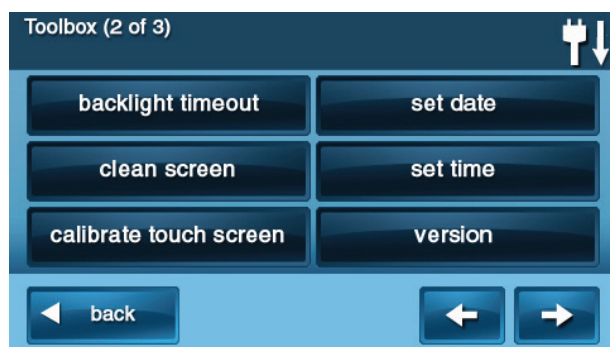 Toolbox (2 of 3)
backlight timeout
set date
clean screen
set time
calibrate touch screen
version
back